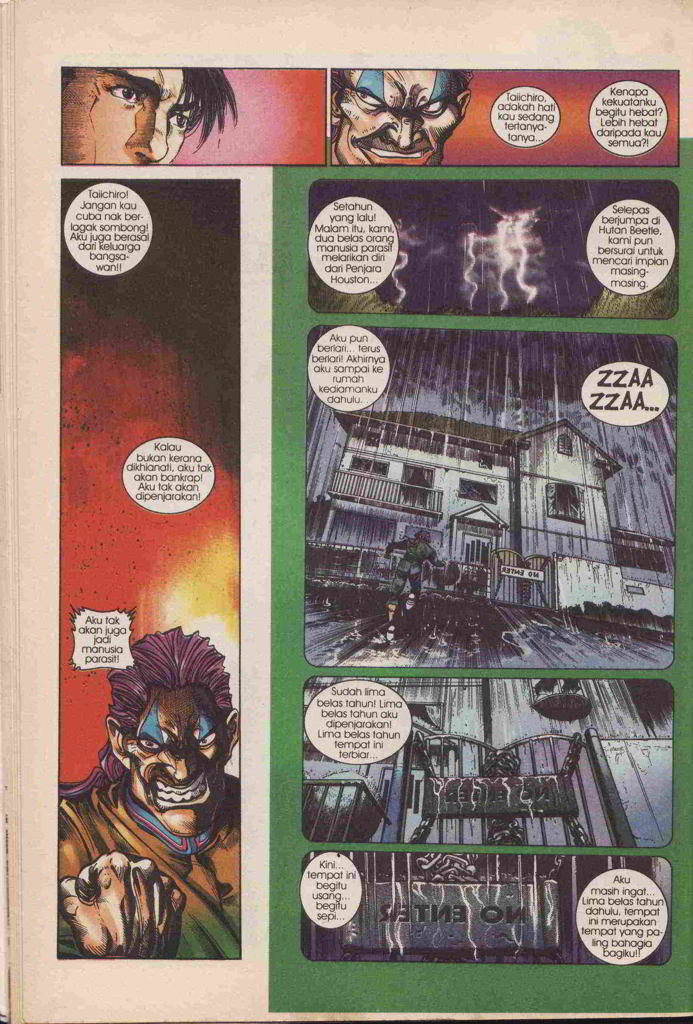 Taiichiro,
adakah hati
kau sedang
tertanya-
tanya...
Kenapa
kekuatanku
begitu hebat?
Lebih hebat
daripada kau
semua?!
Taiichiro!
Jangan kau
cuba nak ber-
lagak sombong!
Aku juga berasal
dari keluarga
bangsa-
wan!!
Kalau
bukan kerana
dikhianati, aku tak
akan bankrap!
Aku tak akan
dipenjarakan!
Aku tak
akan juga
jadi
manusia
parasit!
Setahun
yang lalu!
Malam itu, kami,
dua belas orang
manusia parasit
melarikan diri
dari Penjara
Houston...
Selepas
berjumpa di
Hutan Beetle,
kami pun
bersurai untuk
mencari impian
masing-
masing.
Aku pun
berlari... terus
berlari! Akhirnya
aku sampai ke
rumah
kediamanku
dahulu.
ZZAA
ZZAA...
NO ENTER
Sudah lima
belas tahun! Lima
belas tahun aku
dipenjarakan!
Lima belas tahun
tempat ini
terbiar...
NO ENTER
Kini...
tempat ini
begitu
usang...
begitu
sepi...
NO ENTER
Aku
masih ingat...
Lima belas tahun
dahulu, tempat
ini merupakan
tempat yang pa-
ling bahagia
bagiku!!